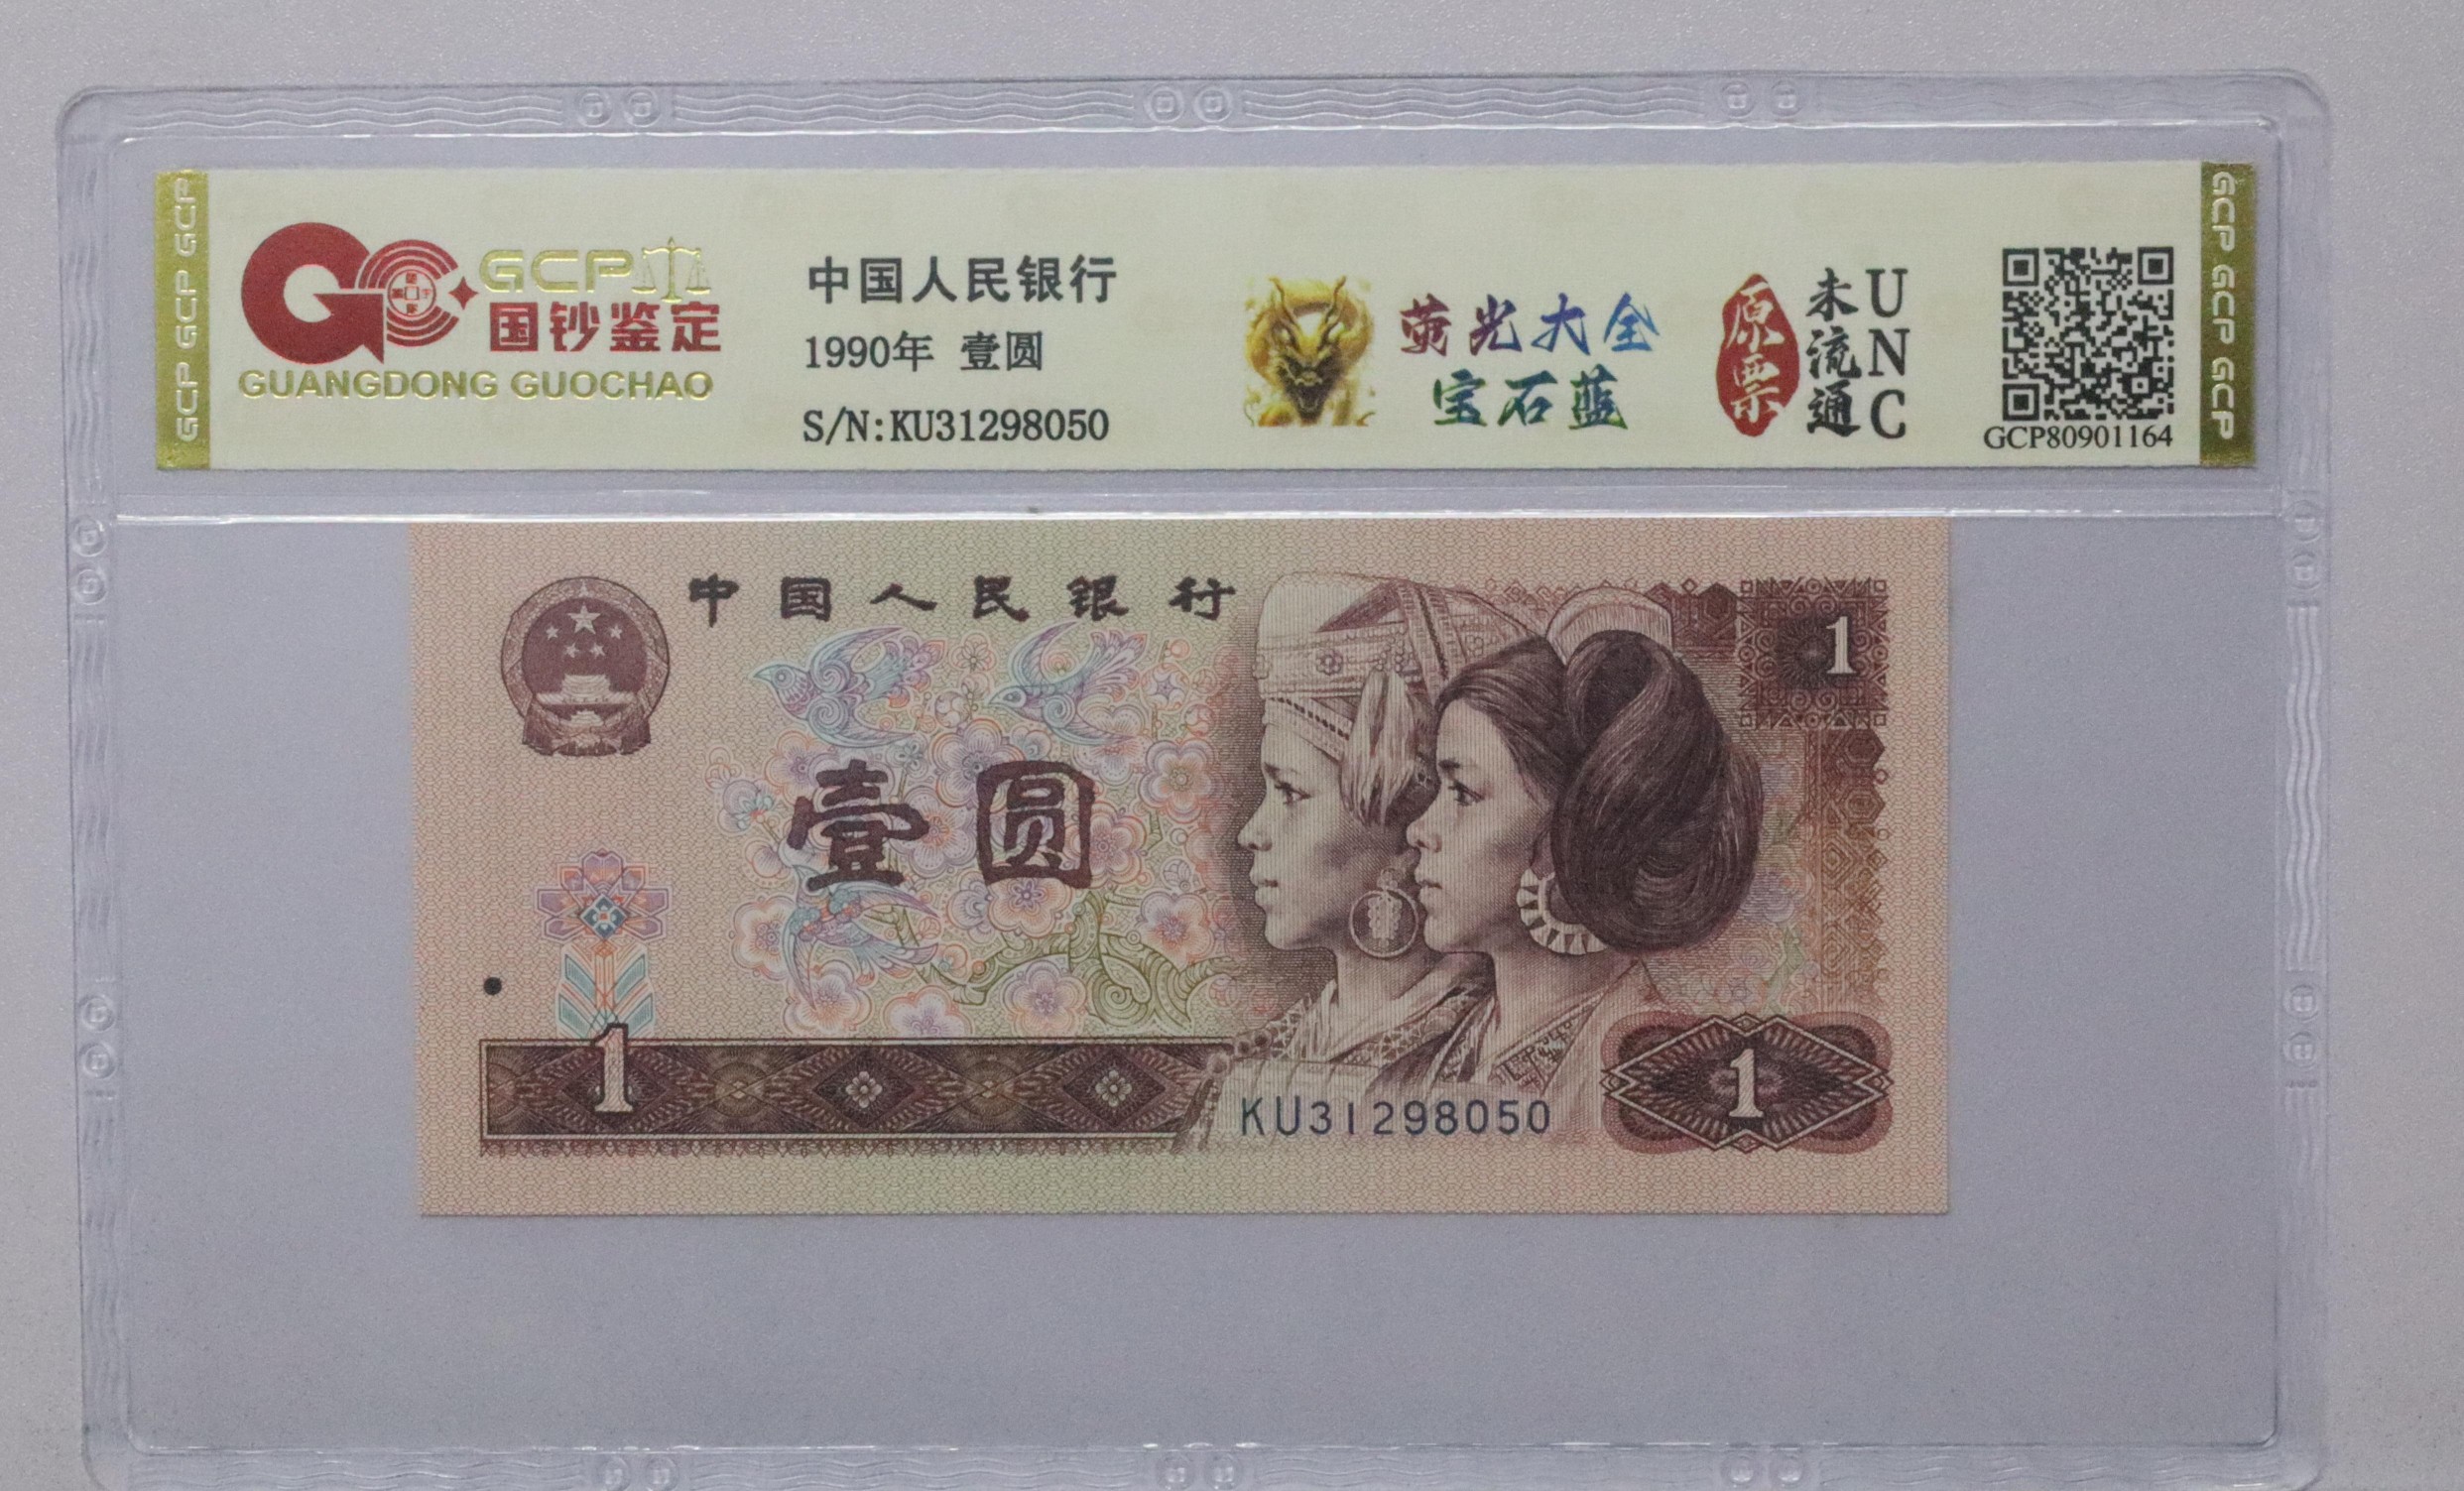 GCP GCP GCP
GCP
国钞鉴定
GUANGDONG GUOCHAO
中国人民银行
1990年 壹圆
S/N:KU31298050
荧光大全
宝石蓝
原票
未流通
UNC
GCP80901164
GCP GCP GCP
中国人民银行
1
壹圆
1
KU31298050
1